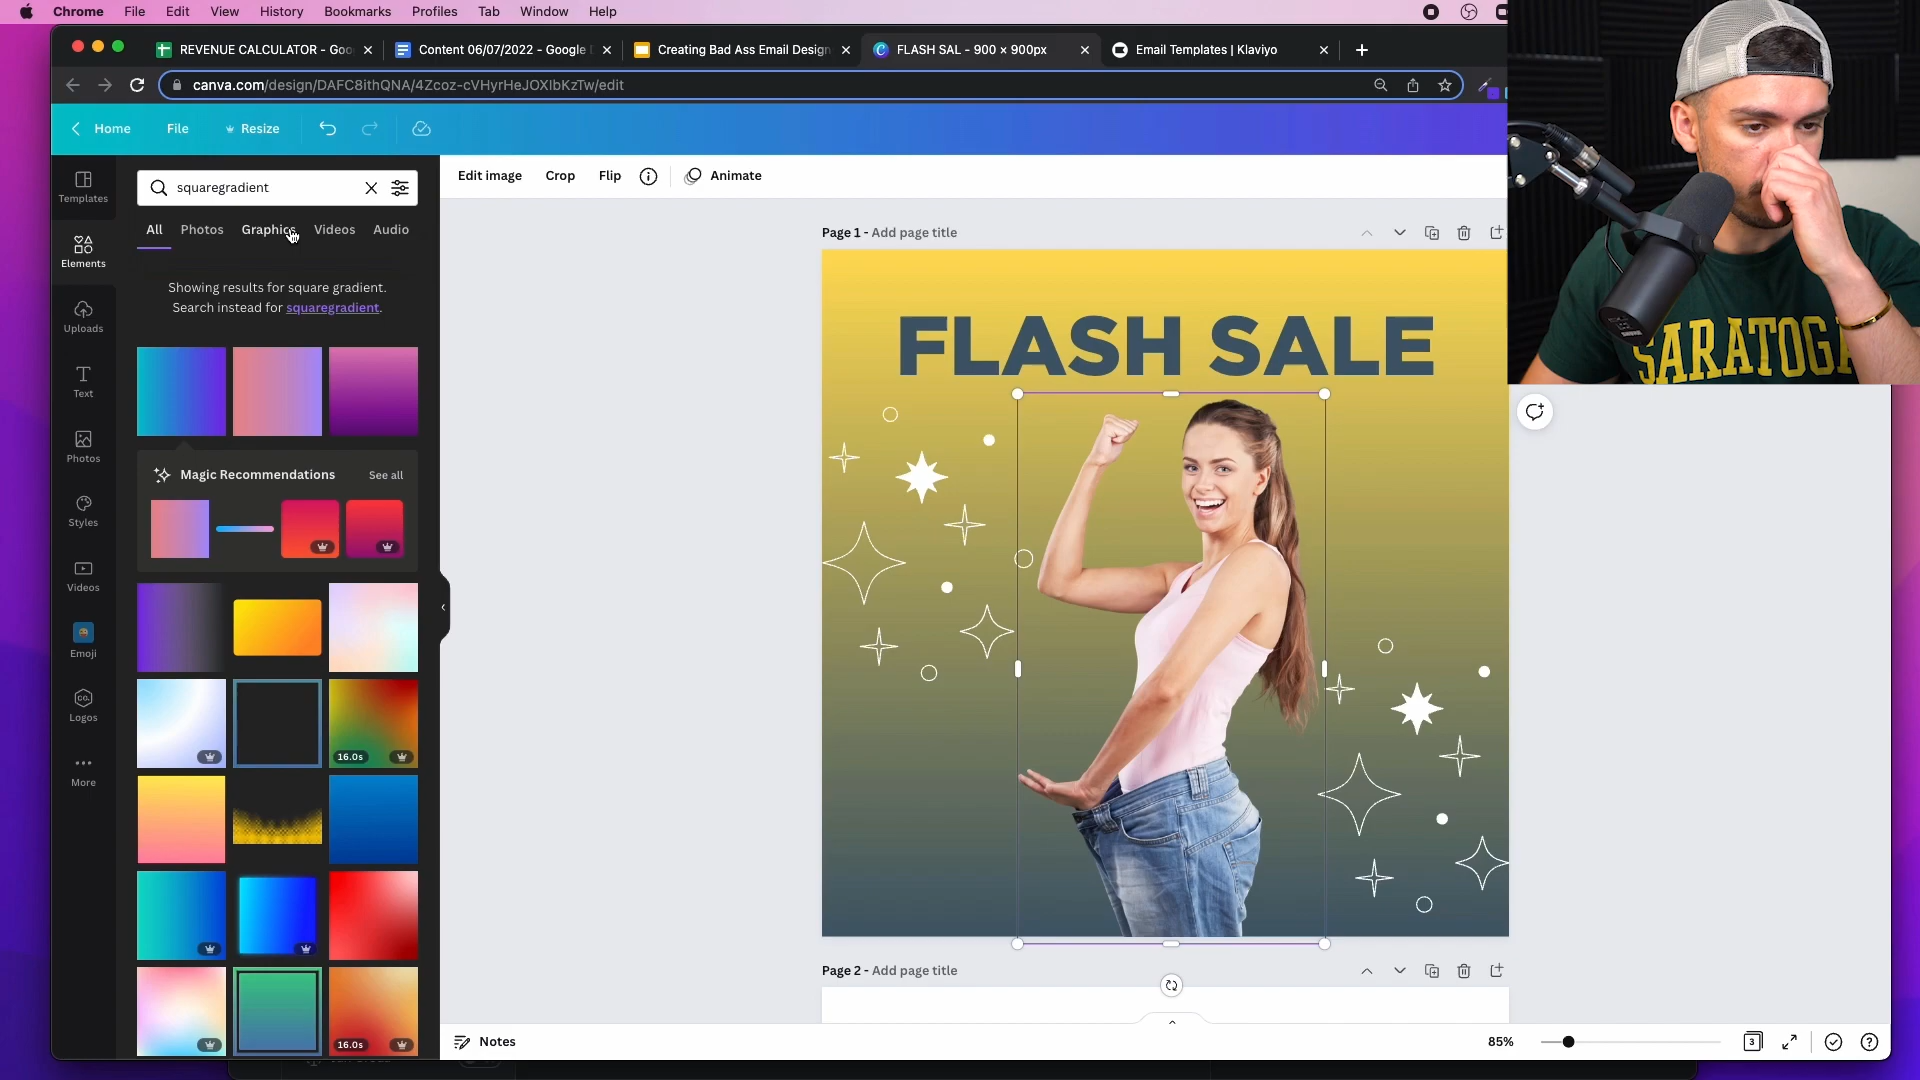 Chrome File Edit View History Bookmarks Profiles Tab Window Help
REVENUE CALCULATOR - Goo
Content 06/07/2022 - Google D
Creating Bad Ass Email Design
FLASH SAL - 900 × 900px
Email Templates | Klaviyo
canva.com/design/DAFC8ithQNA/4Zcoz-cVHyrHeJOXIbKzTw/edit
Home File Resize
Templates
Elements
Uploads
Text
Photos
Styles
Videos
Emoji
co.
Logos
More
squaregradient
All Photos Graphics Videos Audio
Showing results for square gradient.
Search instead for squaregradient.
Magic Recommendations See all
16.0s
16.0s
Edit image Crop Flip Animate
Page 1 - Add page title
FLASH SALE
Page 2 - Add page title
Notes
85%
3
SARATOGA